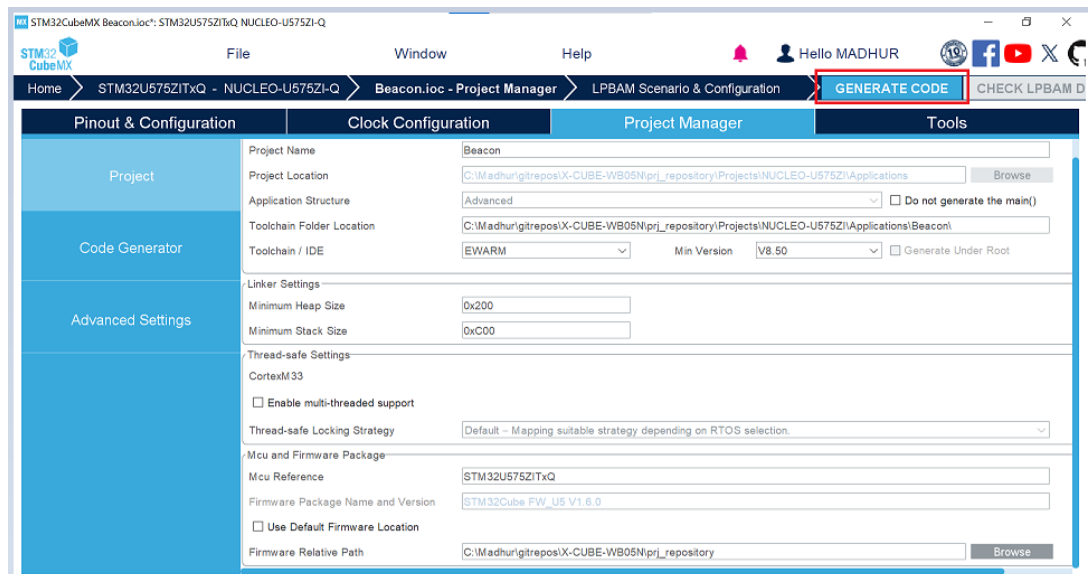 MX STM32CubeMX Beacon.ioc*: STM32U575ZITxQ NUCLEO-U575ZI-Q
STM32 CubeMX File Window Help Hello MADHUR
Home STM32U575ZITxQ - NUCLEO-U575ZI-Q Beacon.ioc - Project Manager LPBAM Scenario & Configuration GENERATE CODE CHECK LPBAM D
Pinout & Configuration Clock Configuration Project Manager Tools
Project
Code Generator
Advanced Settings
Project Name Beacon
Project Location C:\Madhur\gitrepos\X-CUBE-WB05N\prj_repository\Projects\NUCLEO-U575ZI\Applications Browse
Application Structure Advanced Do not generate the main()
Toolchain Folder Location C:\Madhur\gitrepos\X-CUBE-WB05N\prj_repository\Projects\NUCLEO-U575ZI\Applications\Beacon\
Toolchain / IDE EWARM Min Version V8.50 Generate Under Root
Linker Settings
Minimum Heap Size 0x200
Minimum Stack Size 0xC00
Thread-safe Settings
CortexM33
Enable multi-threaded support
Thread-safe Locking Strategy Default – Mapping suitable strategy depending on RTOS selection.
Mcu and Firmware Package
Mcu Reference STM32U575ZITxQ
Firmware Package Name and Version STM32Cube FW_U5 V1.6.0
Use Default Firmware Location
Firmware Relative Path C:\Madhur\gitrepos\X-CUBE-WB05N\prj_repository Browse